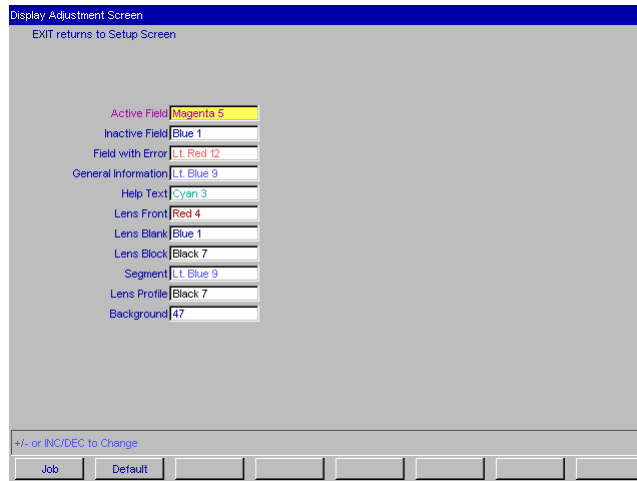 Display Adjustment Screen
EXIT returns to Setup Screen
Active Field Magenta 5
Inactive Field Blue 1
Field with Error Lt. Red 12
General Information Lt. Blue 9
Help Text Cyan 3
Lens Front Red 4
Lens Blank Blue 1
Lens Block Black 7
Segment Lt. Blue 9
Lens Profile Black 7
Background 47
+/- or INC/DEC to Change
Job Default